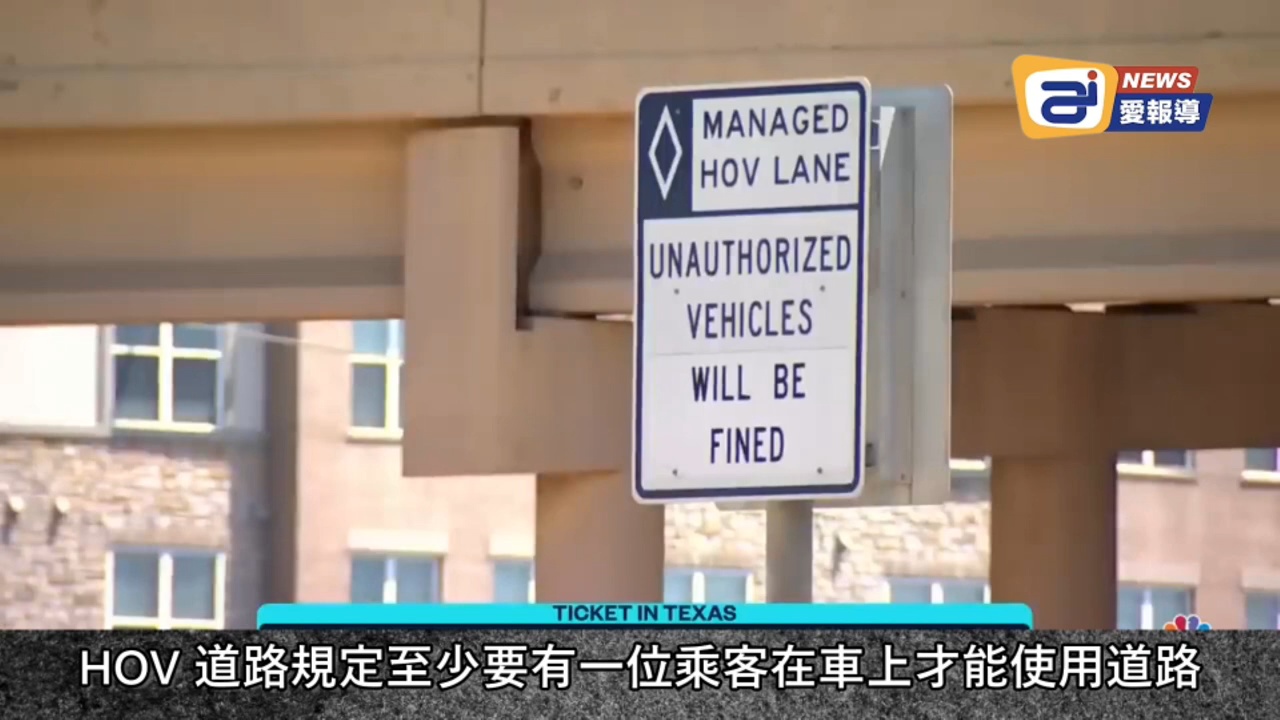 NEWS
愛報導
MANAGED
HOV LANE
UNAUTHORIZED
VEHICLES
WILL BE
FINED
TICKET IN TEXAS
HOV 道路規定至少要有一位乘客在車上才能使用道路